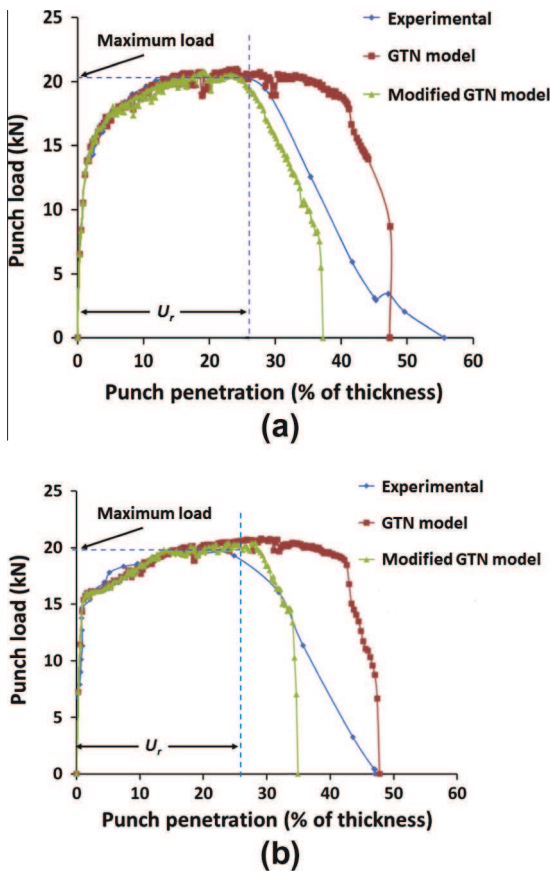 (a)
25
20
15
10
5
0
Punch load (kN)
Maximum load
Experimental
GTN model
Modified GTN model
Ur
0 10 20 30 40 50 60
Punch penetration (% of thickness)
(a)
25
20
15
10
5
0
Punch load (kN)
Maximum load
Experimental
GTN model
Modified GTN model
Ur
0 10 20 30 40 50 60
Punch penetration (% of thickness)
(b)